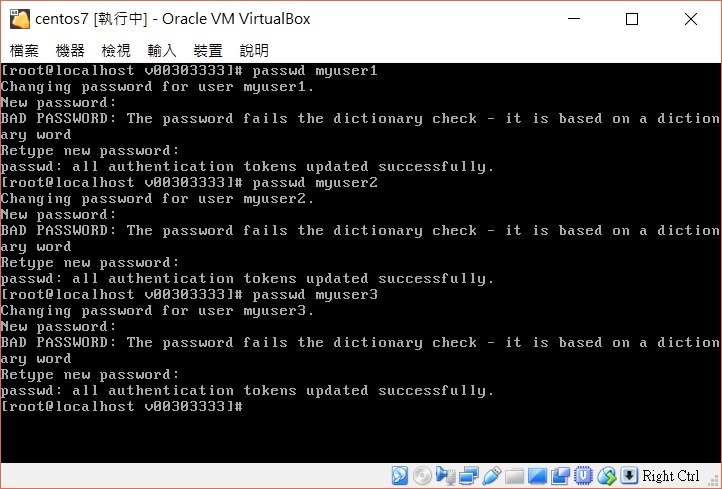 centos7 [執行中] - Oracle VM VirtualBox
檔案 機器 檢視 輸入 裝置 說明
[root@localhost v00303333]# passwd myuser1
Changing password for user myuser1.
New password:
BAD PASSWORD: The password fails the dictionary check - it is based on a diction
ary word
Retype new password:
passwd: all authentication tokens updated successfully.
[root@localhost v00303333]# passwd myuser2
Changing password for user myuser2.
New password:
BAD PASSWORD: The password fails the dictionary check - it is based on a diction
ary word
Retype new password:
passwd: all authentication tokens updated successfully.
[root@localhost v00303333]# passwd myuser3
Changing password for user myuser3.
New password:
BAD PASSWORD: The password fails the dictionary check - it is based on a diction
ary word
Retype new password:
passwd: all authentication tokens updated successfully.
[root@localhost v00303333]#
Right Ctrl